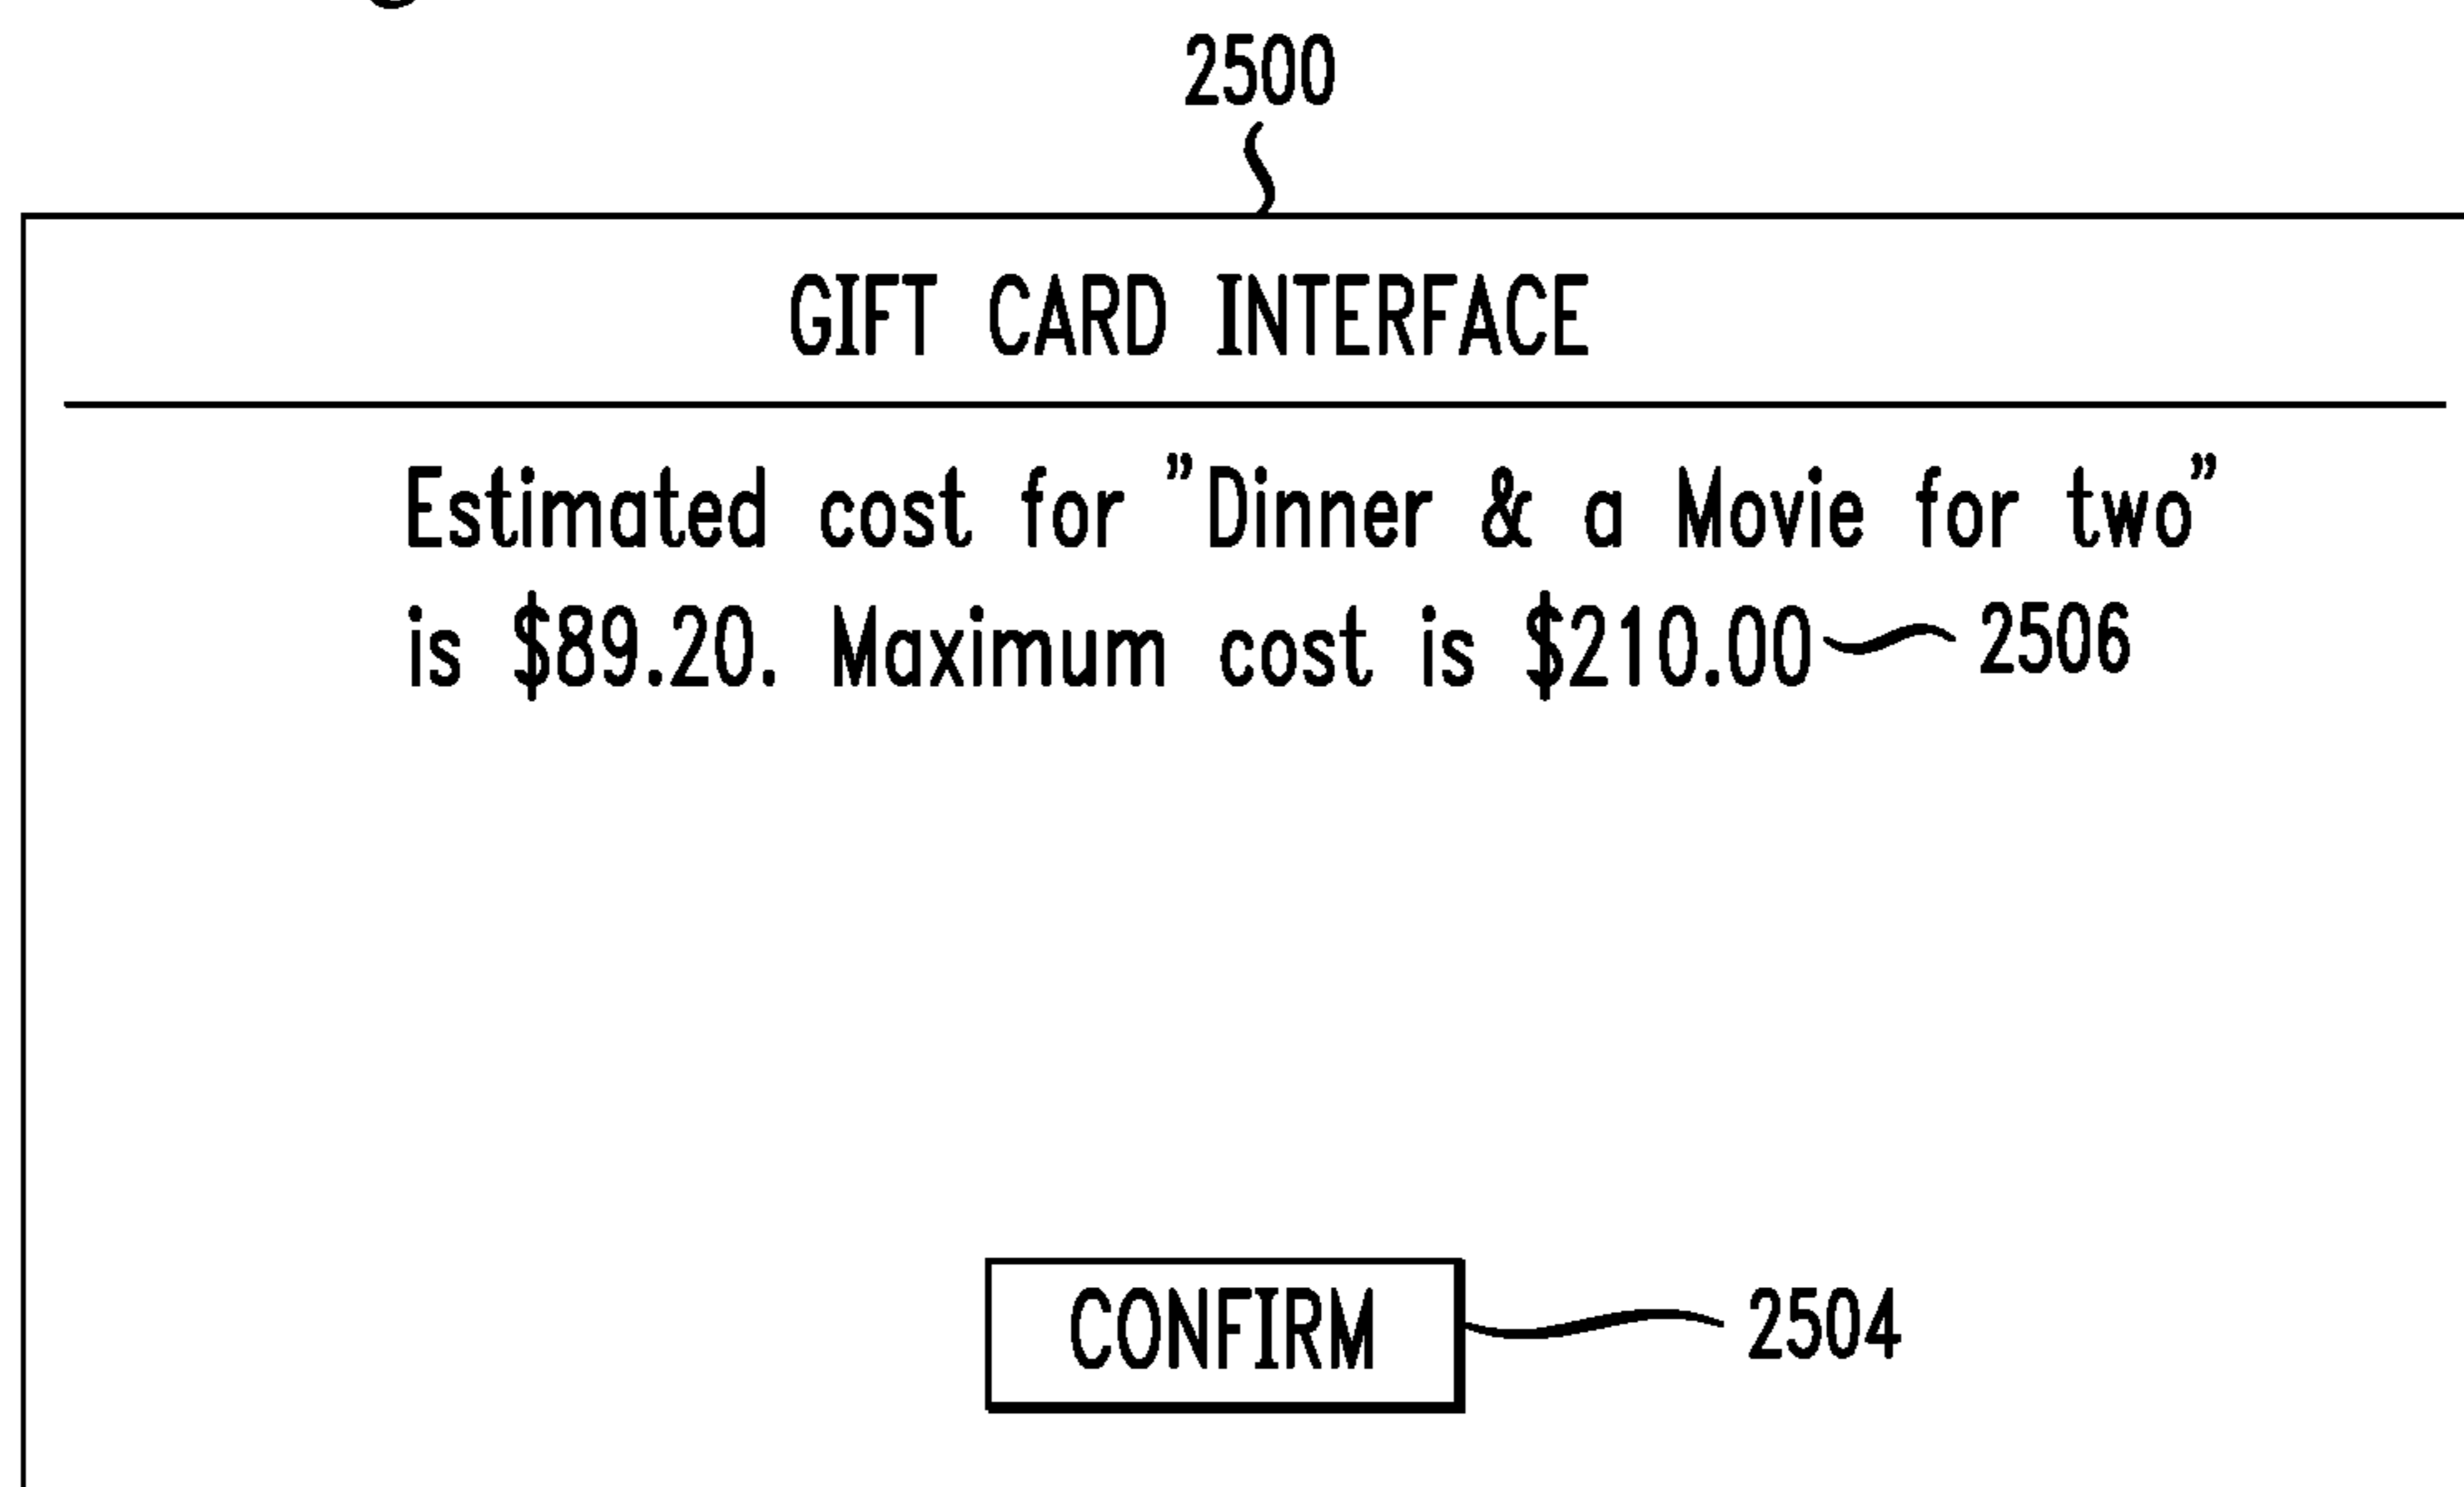 2500
GIFT CARD INTERFACE
Estimated cost for ”Dinner & a Movie for two”
is $89.20. Maximum cost is $210.00 2506
CONFIRM 2504